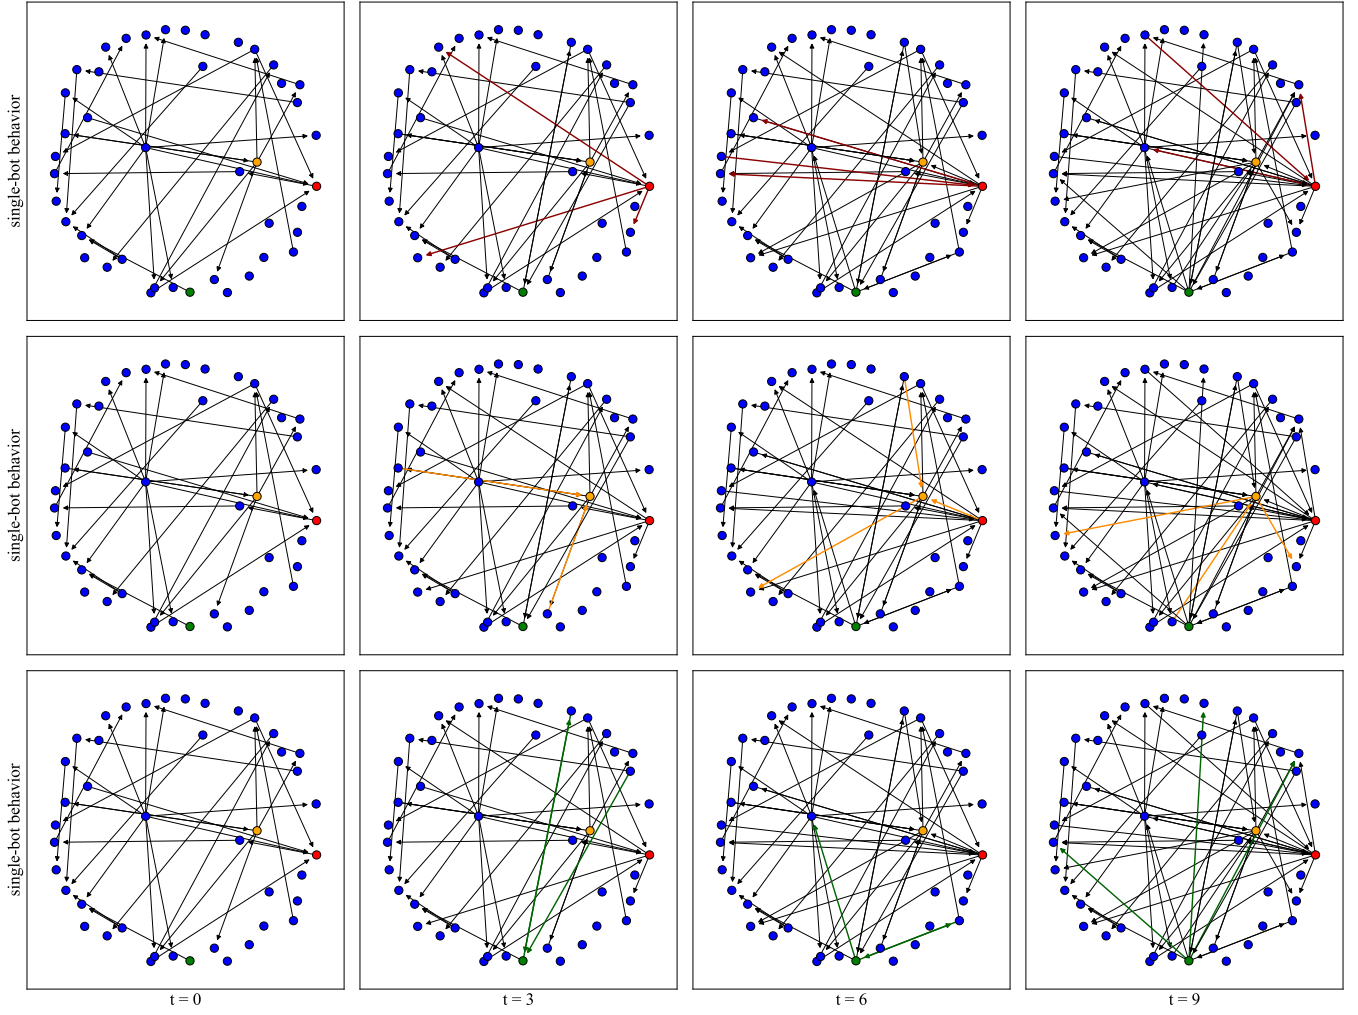 single-bot behavior
single-bot behavior
single-bot behavior
t = 0
t = 3
t = 6
t = 9